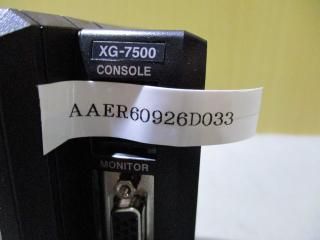 XG-7500
CONSOLE
AAER60926D033
MONITOR